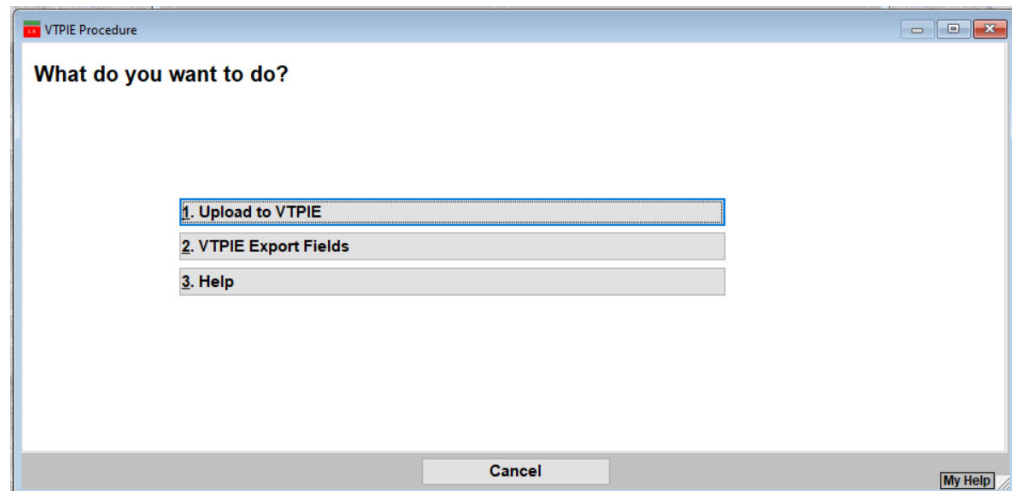 VTPIE Procedure
What do you want to do?
1. Upload to VTPIE
2. VTPIE Export Fields
3. Help
Cancel
My Help